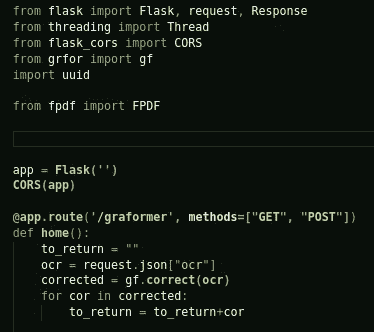 from flask import Flask, request, Response
from threading import Thread
from flask_cors import CORS
from grfor import gf
import uuid
from fpdf import FPDF
app = Flask('')
CORS(app)
@app.route('/graformer', methods=["GET", "POST"])
def home():
    to_return = ""
    ocr = request.json["ocr"]
    corrected = gf.correct(ocr)
    for cor in corrected:
        to_return = to_return+cor